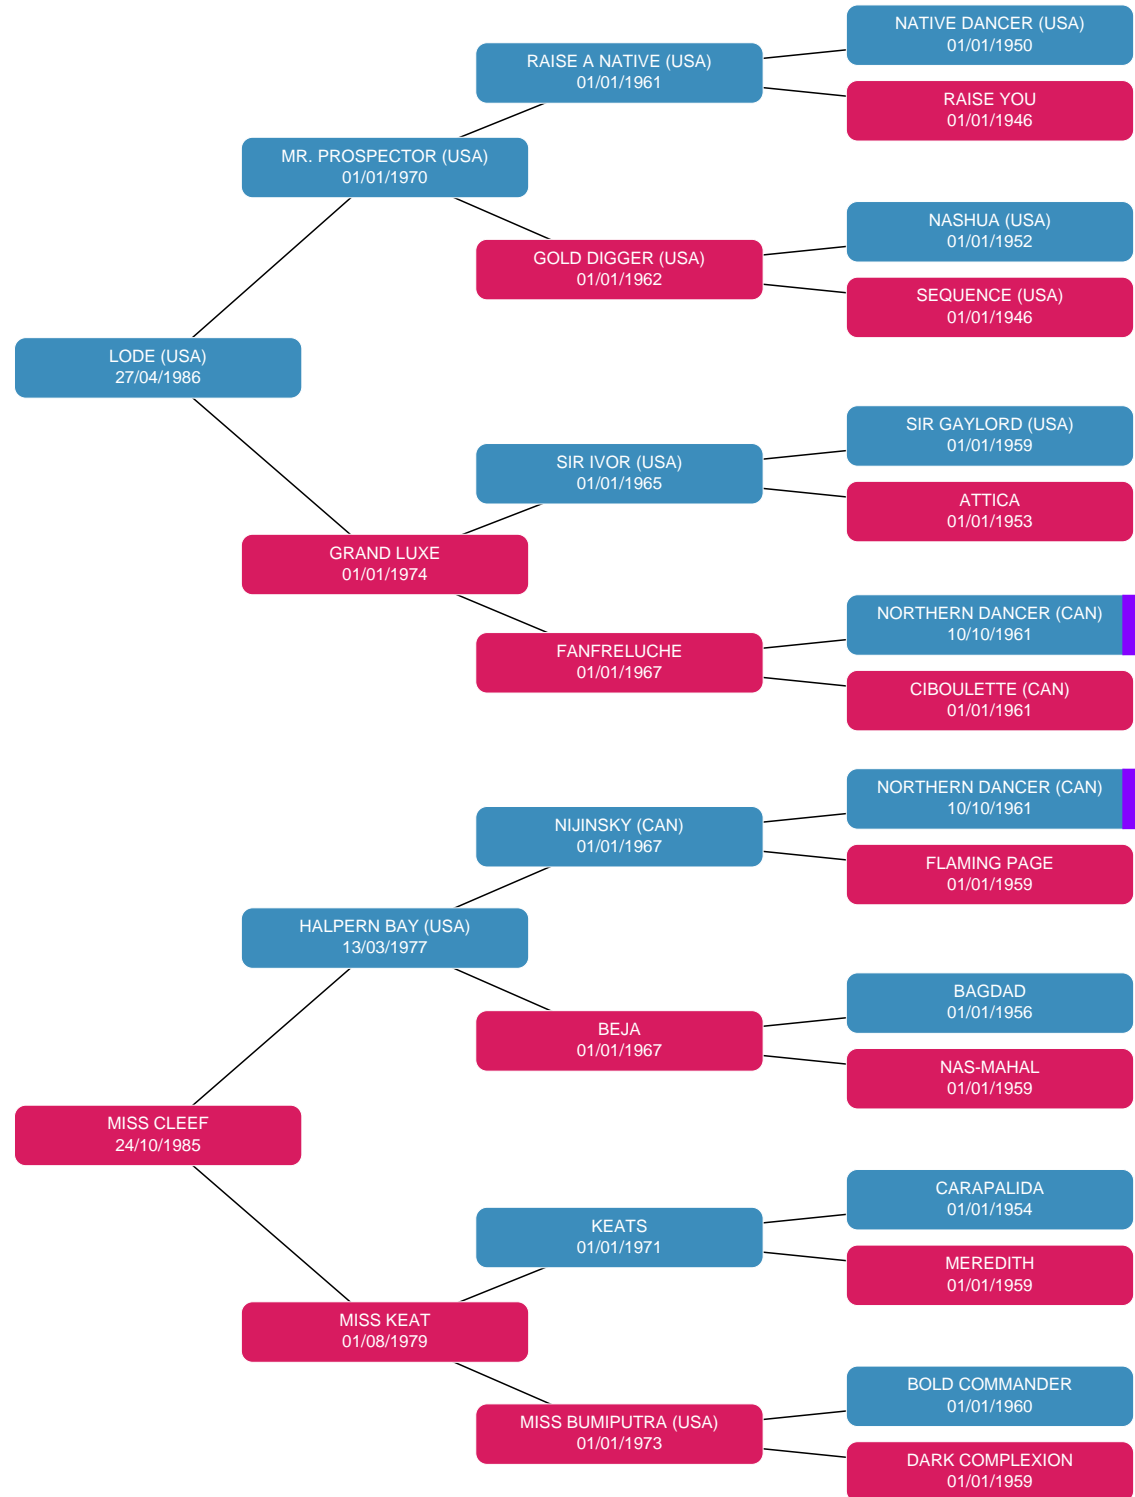 NATIVE DANCER (USA)
01/01/1950
RAISE A NATIVE (USA)
01/01/1961
RAISE YOU
01/01/1946
MR. PROSPECTOR (USA)
01/01/1970
NASHUA (USA)
01/01/1952
GOLD DIGGER (USA)
01/01/1962
SEQUENCE (USA)
01/01/1946
LODE (USA)
27/04/1986
SIR GAYLORD (USA)
01/01/1959
SIR IVOR (USA)
01/01/1965
ATTICA
01/01/1953
GRAND LUXE
01/01/1974
NORTHERN DANCER (CAN)
10/10/1961
FANFRELUCHE
01/01/1967
CIBOULETTE (CAN)
01/01/1961
NORTHERN DANCER (CAN)
10/10/1961
NIJINSKY (CAN)
01/01/1967
FLAMING PAGE
01/01/1959
HALPERN BAY (USA)
13/03/1977
BAGDAD
01/01/1956
BEJA
01/01/1967
NAS-MAHAL
01/01/1959
MISS CLEEF
24/10/1985
CARAPALIDA
01/01/1954
KEATS
01/01/1971
MEREDITH
01/01/1959
MISS KEAT
01/08/1979
BOLD COMMANDER
01/01/1960
MISS BUMIPUTRA (USA)
01/01/1973
DARK COMPLEXION
01/01/1959